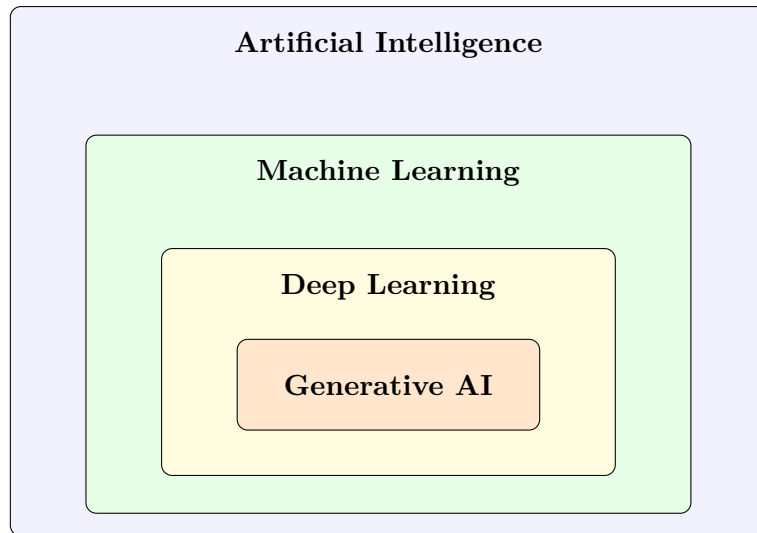 Artificial Intelligence
Machine Learning
Deep Learning
Generative AI